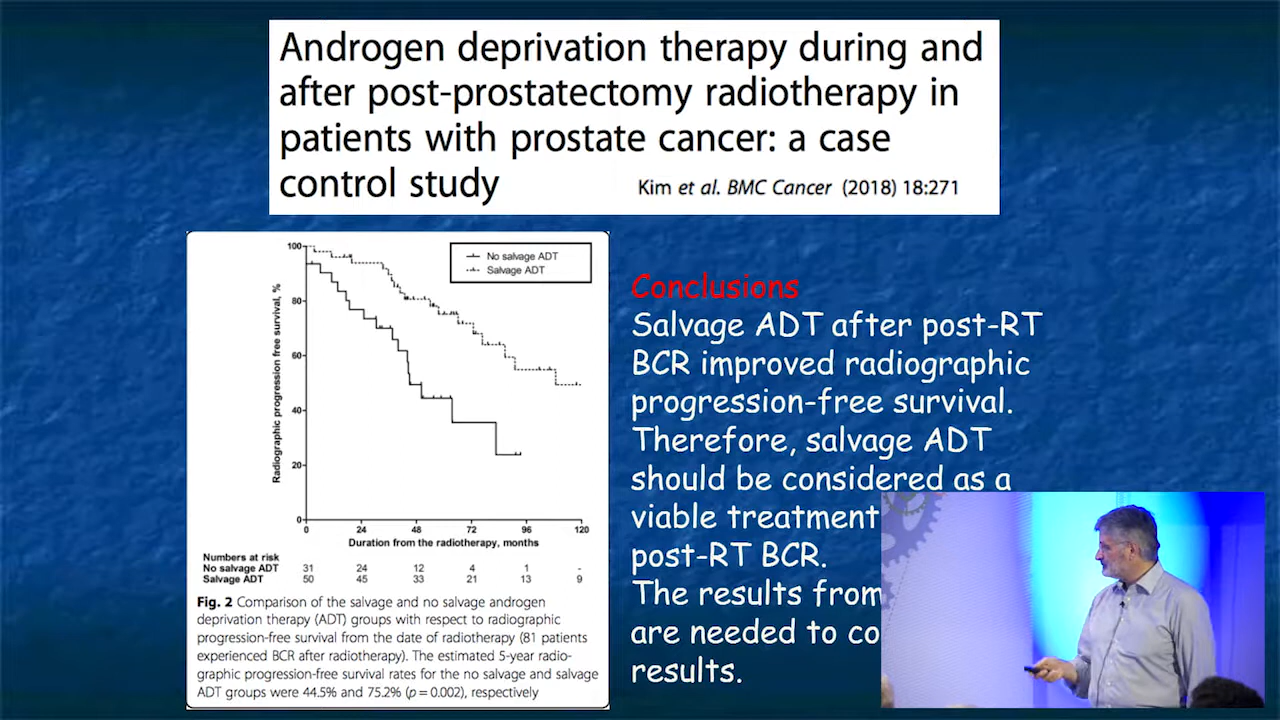 Androgen deprivation therapy during and
after post-prostatectomy radiotherapy in
patients with prostate cancer: a case
control study
Kim et al. BMC Cancer (2018) 18:271
No salvage ADT
Salvage ADT
Radiographic progression free survival, %
100
80
60
40
20
0
0 24 48 72 96 120
Duration from the radiotherapy, months
Numbers at risk
No salvage ADT 31 24 12 4 1 -
Salvage ADT 50 45 33 21 13 9
Fig. 2 Comparison of the salvage and no salvage androgen
deprivation therapy (ADT) groups with respect to radiographic
progression-free survival from the date of radiotherapy (81 patients
experienced BCR after radiotherapy). The estimated 5-year radio-
graphic progression-free survival rates for the no salvage and salvage
ADT groups were 44.5% and 75.2% (p = 0.002), respectively
Conclusions
Salvage ADT after post-RT
BCR improved radiographic
progression-free survival.
Therefore, salvage ADT
should be considered as a
viable treatment
post-RT BCR.
The results from
are needed to co
results.